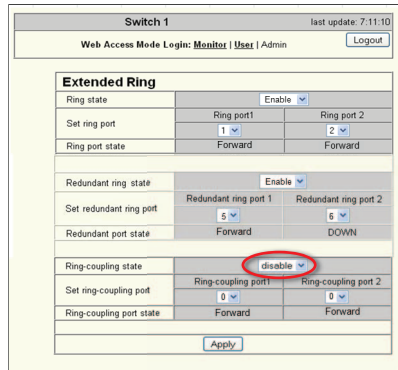 Switch 1 last update: 7:11:10
Web Access Mode Login: Monitor | User | Admin Logout
Extended Ring
Ring state Enable
Set ring port Ring port1 Ring port 2
1 2
Ring port state Forward Forward
Redundant ring state Enable
Set redundant ring port Redundant ring port 1 Redundant ring port 2
5 6
Redundant port state Forward DOWN
Ring-coupling state disable
Set ring-coupling port Ring-coupling port1 Ring-coupling port 2
0 0
Ring-coupling port state Forward Forward
Apply